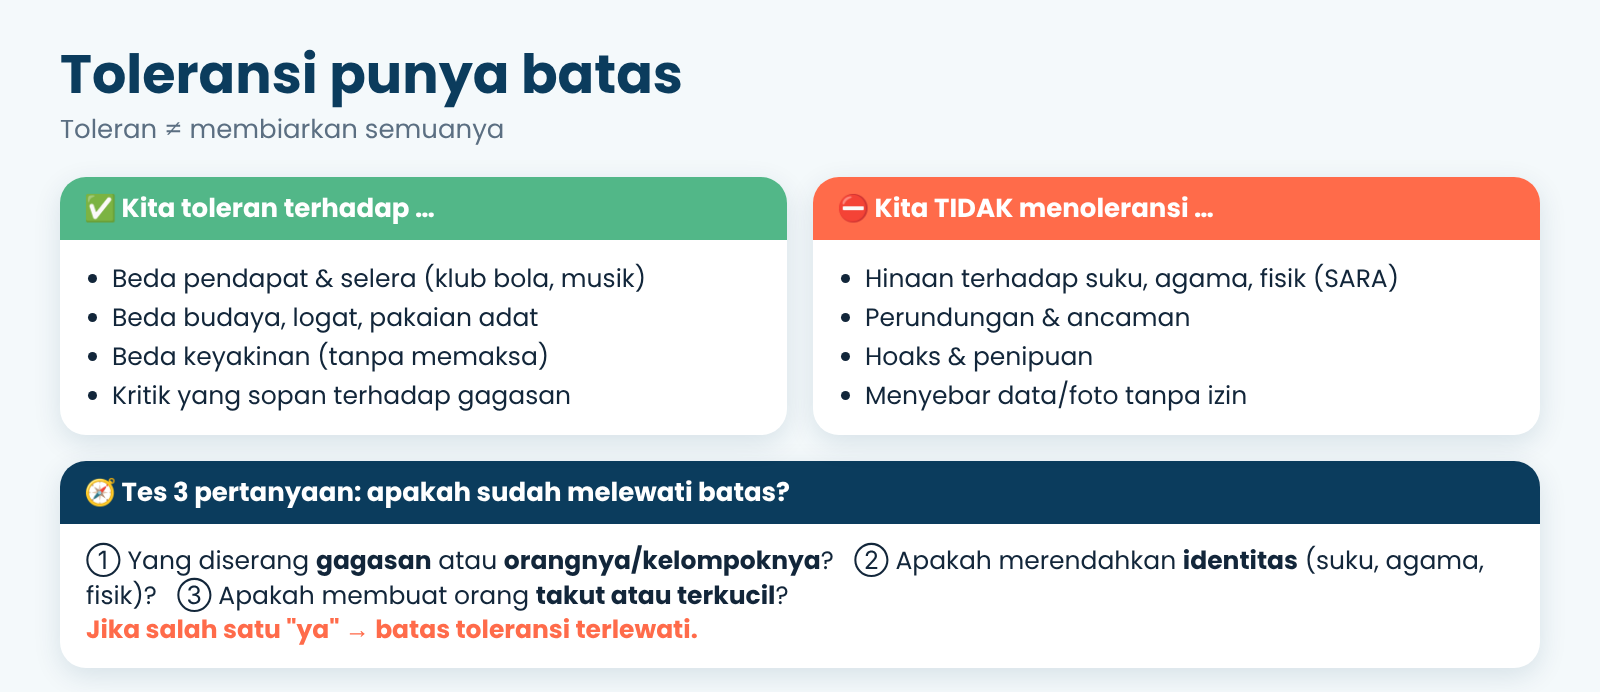 Toleransi punya batas
Toleran ≠ membiarkan semuanya
✅ Kita toleran terhadap ...
• Beda pendapat & selera (klub bola, musik)
• Beda budaya, logat, pakaian adat
• Beda keyakinan (tanpa memaksa)
• Kritik yang sopan terhadap gagasan
⛔ Kita TIDAK menoleransi ...
• Hinaan terhadap suku, agama, fisik (SARA)
• Perundungan & ancaman
• Hoaks & penipuan
• Menyebar data/foto tanpa izin
🧭 Tes 3 pertanyaan: apakah sudah melewati batas?
① Yang diserang gagasan atau orangnya/kelompoknya? ② Apakah merendahkan identitas (suku, agama,
fisik)? ③ Apakah membuat orang takut atau terkucil?
Jika salah satu "ya" → batas toleransi terlewati.